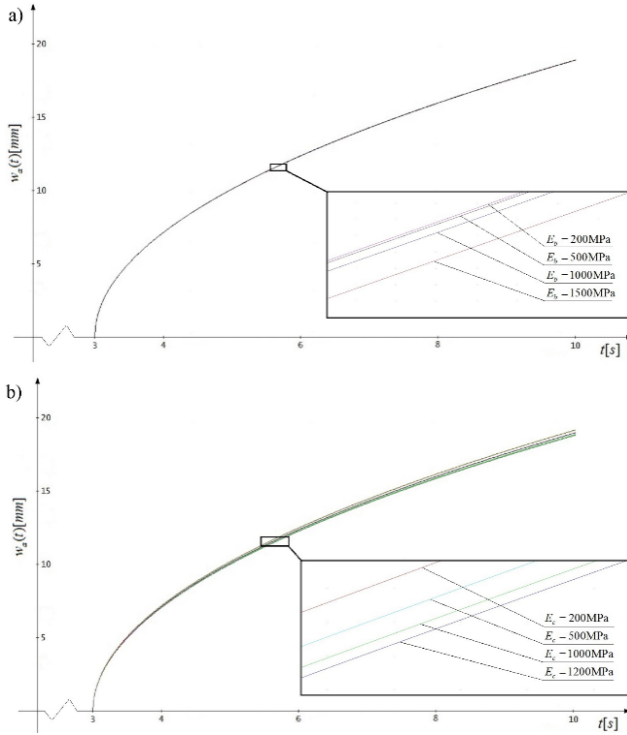 a)
20
15
w_a(t)[mm]
10
E_b – 200MPa
E_b – 500MPa
E_b – 1000MPa
5
E_b – 1500MPa
3
4
6
8
10
t[s]
b)
20
15
w_a(t)[mm]
10
E_c – 200MPa
E_c – 500MPa
5
E_c – 1000MPa
E_c – 1200MPa
3
4
6
8
10
t[s]